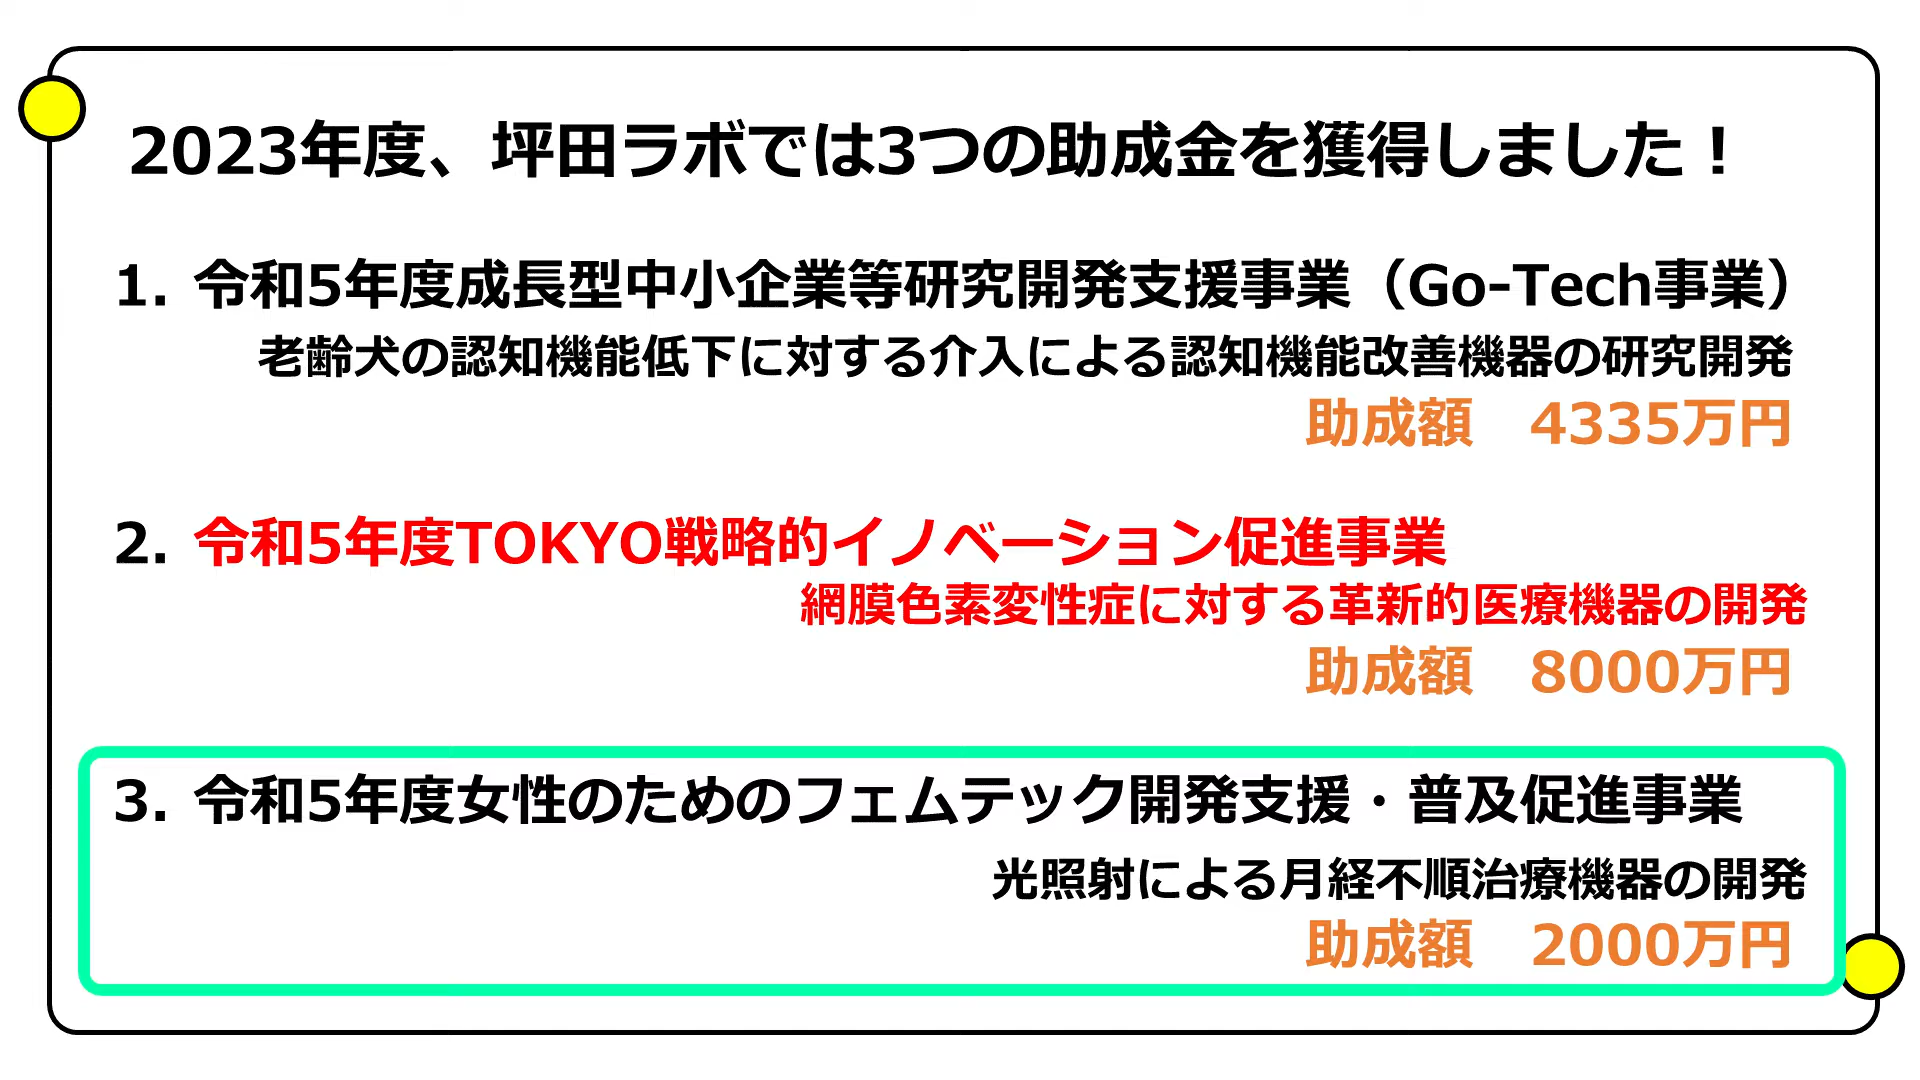 2023年度、坪田ラボでは3つの助成金を獲得しました！
1. 令和5年度成長型中小企業等研究開発支援事業（Go-Tech事業）
老齢犬の認知機能低下に対する介入による認知機能改善機器の研究開発
助成額　4335万円
2. 令和5年度TOKYO戦略的イノベーション促進事業
網膜色素変性症に対する革新的医療機器の開発
助成額　8000万円
3. 令和5年度女性のためのフェムテック開発支援・普及促進事業
光照射による月経不順治療機器の開発
助成額　2000万円